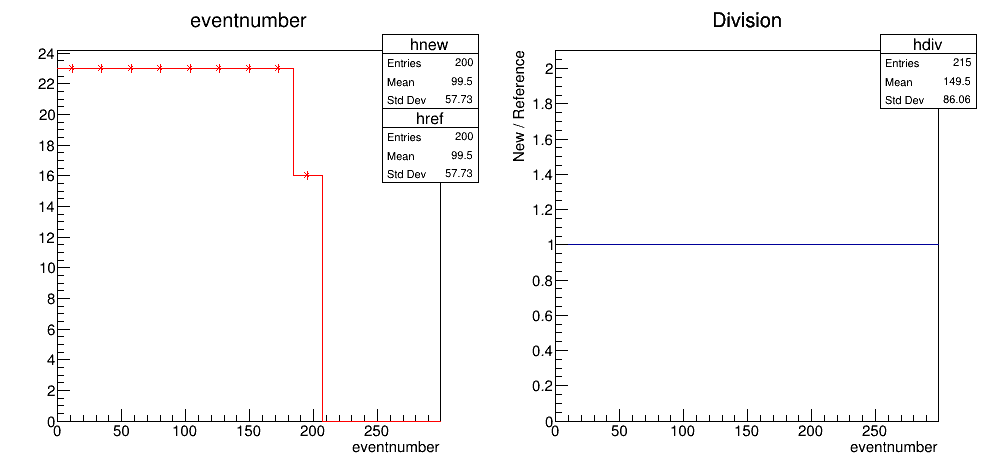 eventnumber
hnew
Entries 200
Mean 99.5
Std Dev 57.73
href
Entries 200
Mean 99.5
Std Dev 57.73
24
22
20
18
16
14
12
10
8
6
4
2
0
0 50 100 150 200 250
eventnumber
Division
hdiv
Entries 215
Mean 149.5
Std Dev 86.06
New / Reference
2
1.8
1.6
1.4
1.2
1
0.8
0.6
0.4
0.2
0
0 50 100 150 200 250
eventnumber